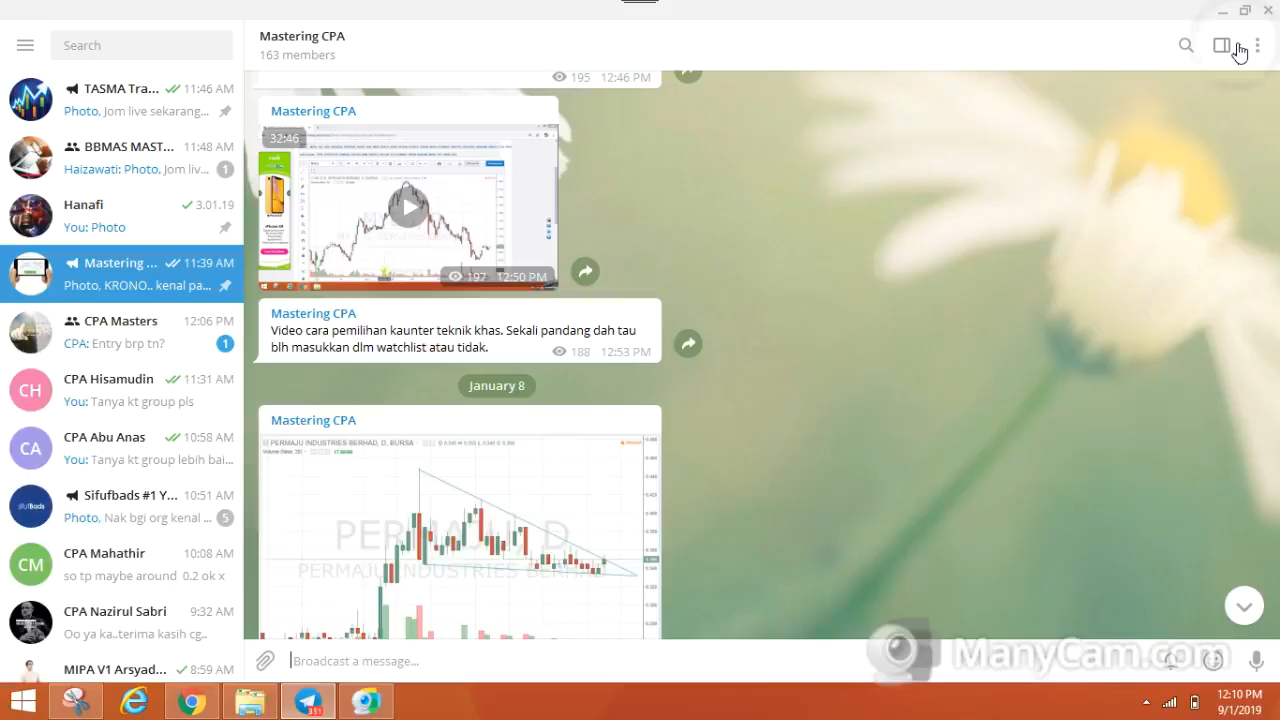 Search
TASMA Tra... 11:46 AM
Photo, Jom live sekarang...
BBMAS MAST... 11:48 AM
Haizawati: Photo, Jom liv... 1
Hanafi 3.01.19
You: Photo
Mastering ... 11:39 AM
Photo, KRONO.. kenal pa...
CPA Masters 12:06 PM
CPA: Entry brp tn? 1
CH
CPA Hisamudin 11:31 AM
You: Tanya kt group pls
CA
CPA Abu Anas 10:58 AM
You: Tanya kt group lebih bai...
SifufBads
Sifufbads #1 Y... 10:51 AM
Photo, Nak bgi org kenal ... 5
CM
CPA Mahathir 10:08 AM
so tp maybe around 0.2 ok x
CPA Nazirul Sabri 9:32 AM
Oo ya ka..terima kasih cg..
MIPA V1 Arsyad... 8:59 AM
Mastering CPA
163 members
195 12:46 PM
Mastering CPA
32:46
197 12:50 PM
Mastering CPA
Video cara pemilihan kaunter teknik khas. Sekali pandang dah tau
blh masukkan dlm watchlist atau tidak.
188 12:53 PM
January 8
Mastering CPA
PERMAJU INDUSTRIES BERHAD, D, BURSA
PERMAJU, D
PERMAJU INDUSTRIES BERHAD
Broadcast a message...
ManyCam.com
351
12:10 PM
9/1/2019